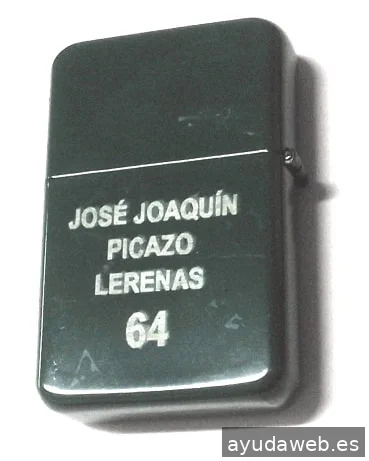 JOSÉ JOAQUÍN
PICAZO
LERENAS
64
ayudaweb.es